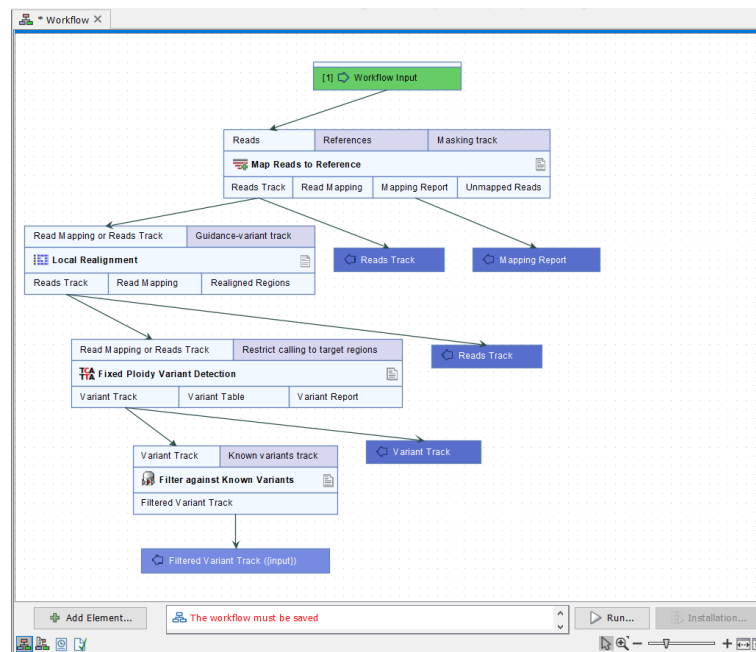 * Workflow
[1] Workflow Input
Reads References Masking track
Map Reads to Reference
Reads Track Read Mapping Mapping Report Unmapped Reads
Read Mapping or Reads Track Guidance-variant track
Local Realignment
Reads Track Read Mapping Realigned Regions
Reads Track
Mapping Report
Read Mapping or Reads Track Restrict calling to target regions
Fixed Ploidy Variant Detection
Variant Track Variant Table Variant Report
Reads Track
Variant Track Known variants track
Filter against Known Variants
Filtered Variant Track
Variant Track
Filtered Variant Track ({input})
Add Element...
The workflow must be saved
Run...
Installation...